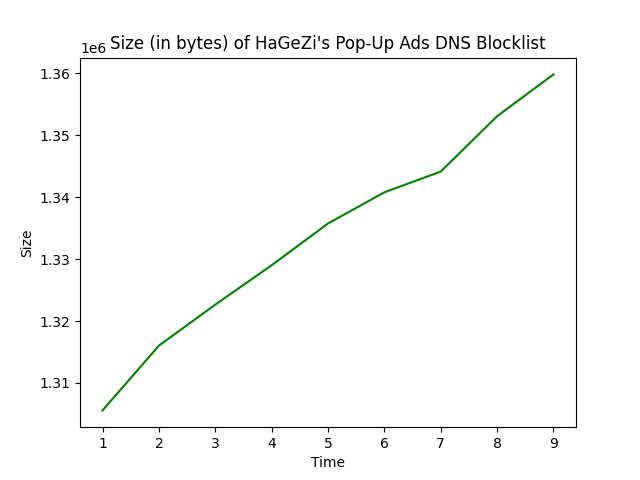 1e6 Size (in bytes) of HaGeZi's Pop-Up Ads DNS Blocklist
1.36
1.35
1.34
1.33
1.32
1.31
Size
1 2 3 4 5 6 7 8 9
Time